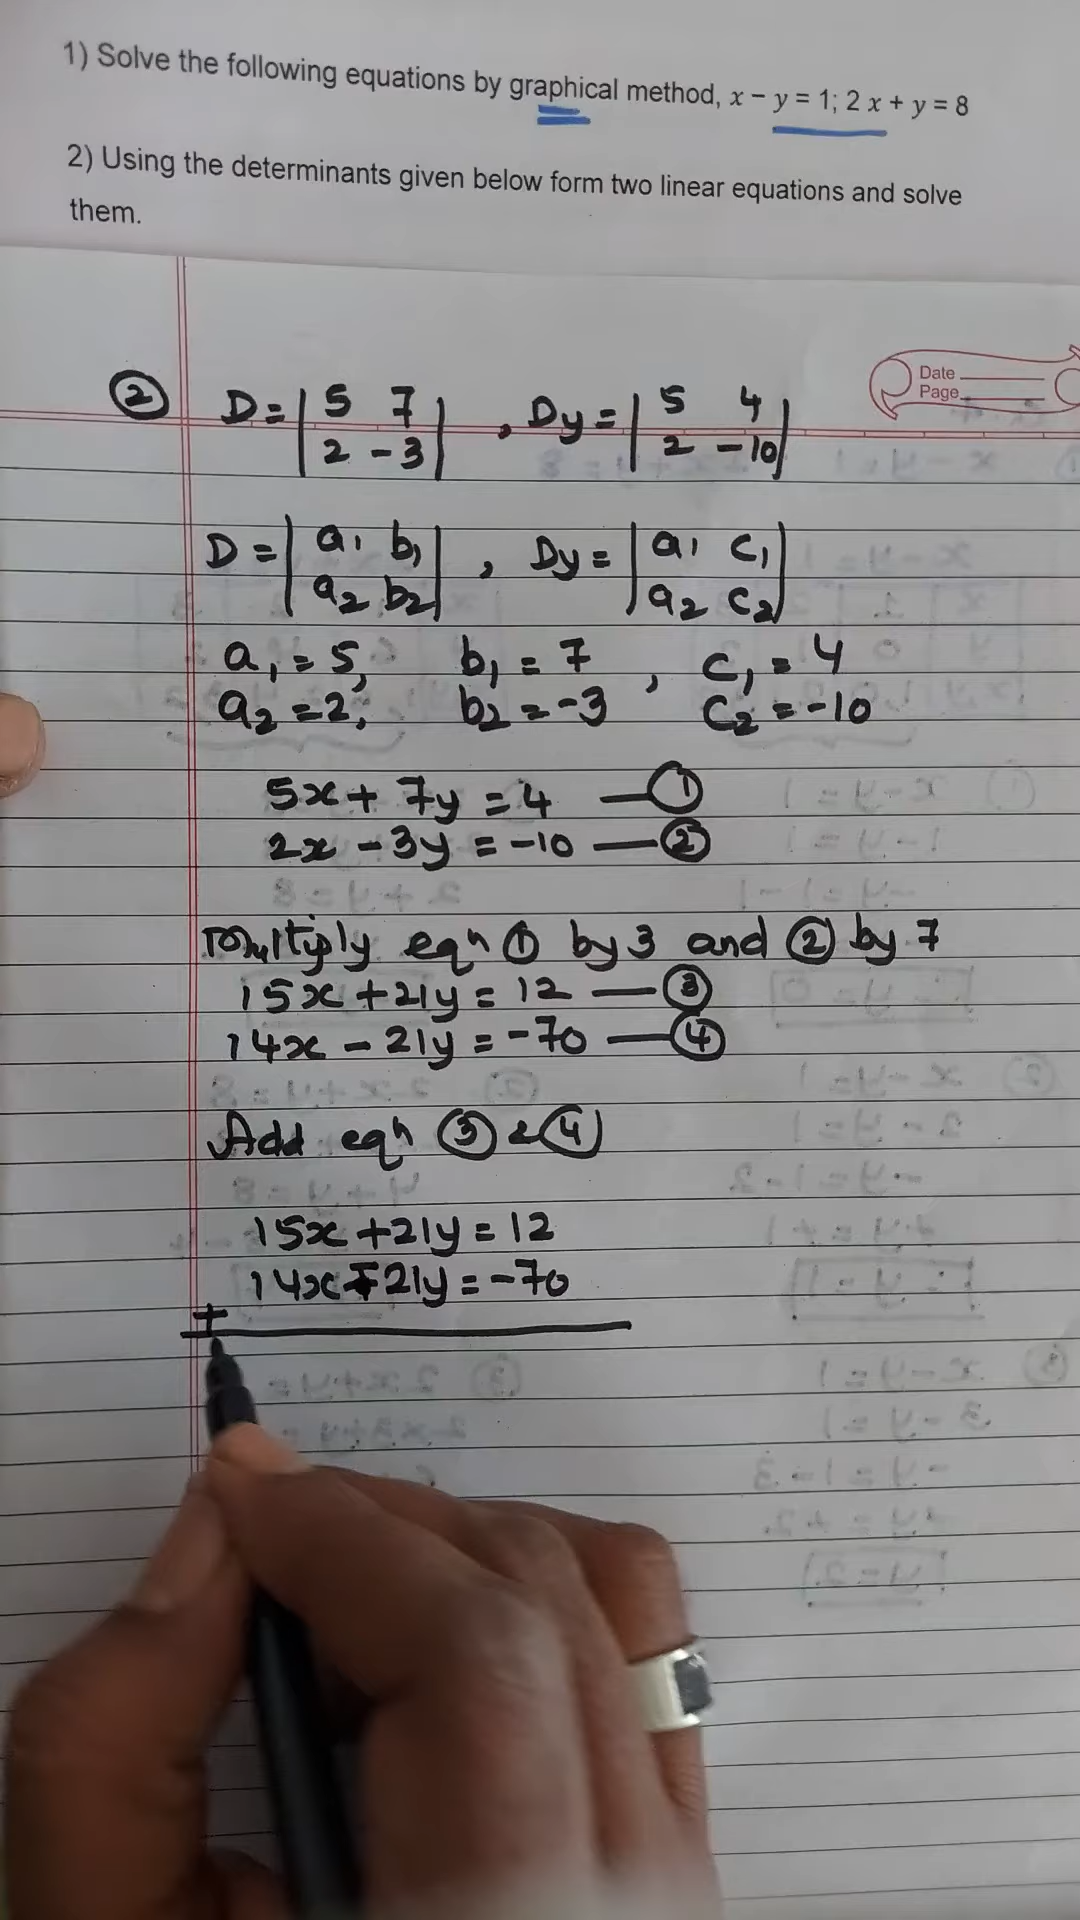 1) Solve the following equations by graphical method, x − y = 1; 2 x + y = 8
2) Using the determinants given below form two linear equations and solve
them.
Date
Page
② D = | 5 7 | , Dy = | 5 4 |
| 2 -3 | | 2 -10 |
D = | a1 b1 | , Dy = | a1 c1 |
| a2 b2 | | a2 c2 |
a1 = 5, b1 = 7 , c1 = 4
a2 = 2, b2 = -3 c2 = -10
5x + 7y = 4 — ①
2x - 3y = -10 — ②
Multiply eqn ① by 3 and ② by 7
15x + 21y = 12 — ③
14x - 21y = -70 — ④
Add eqn ③ & ④
15x + 21y = 12
14x - 21y = -70
+